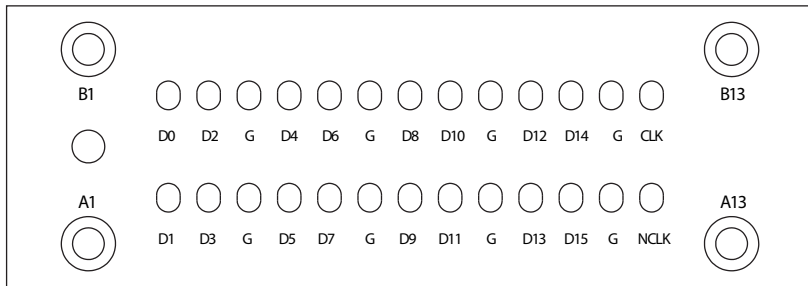 B1 B13
D0 D2 G D4 D6 G D8 D10 G D12 D14 G CLK
A1 A13
D1 D3 G D5 D7 G D9 D11 G D13 D15 G NCLK